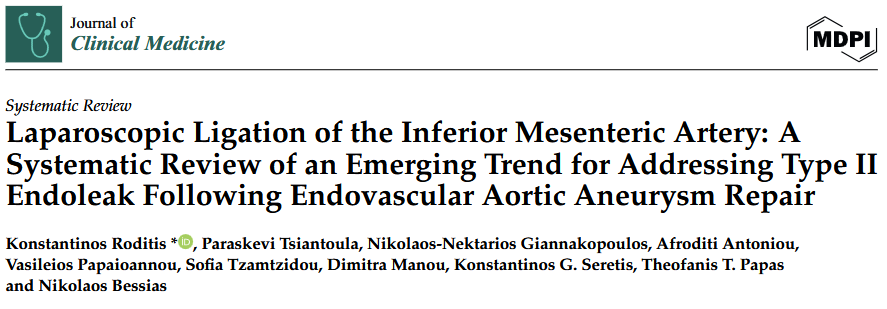 Journal of
Clinical Medicine
MDPI
Systematic Review
Laparoscopic Ligation of the Inferior Mesenteric Artery: A
Systematic Review of an Emerging Trend for Addressing Type II
Endoleak Following Endovascular Aortic Aneurysm Repair
Konstantinos Roditis * iD, Paraskevi Tsiantoula, Nikolaos-Nektarios Giannakopoulos, Afroditi Antoniou,
Vasileios Papaioannou, Sofia Tzamtzidou, Dimitra Manou, Konstantinos G. Seretis, Theofanis T. Papas
and Nikolaos Bessias